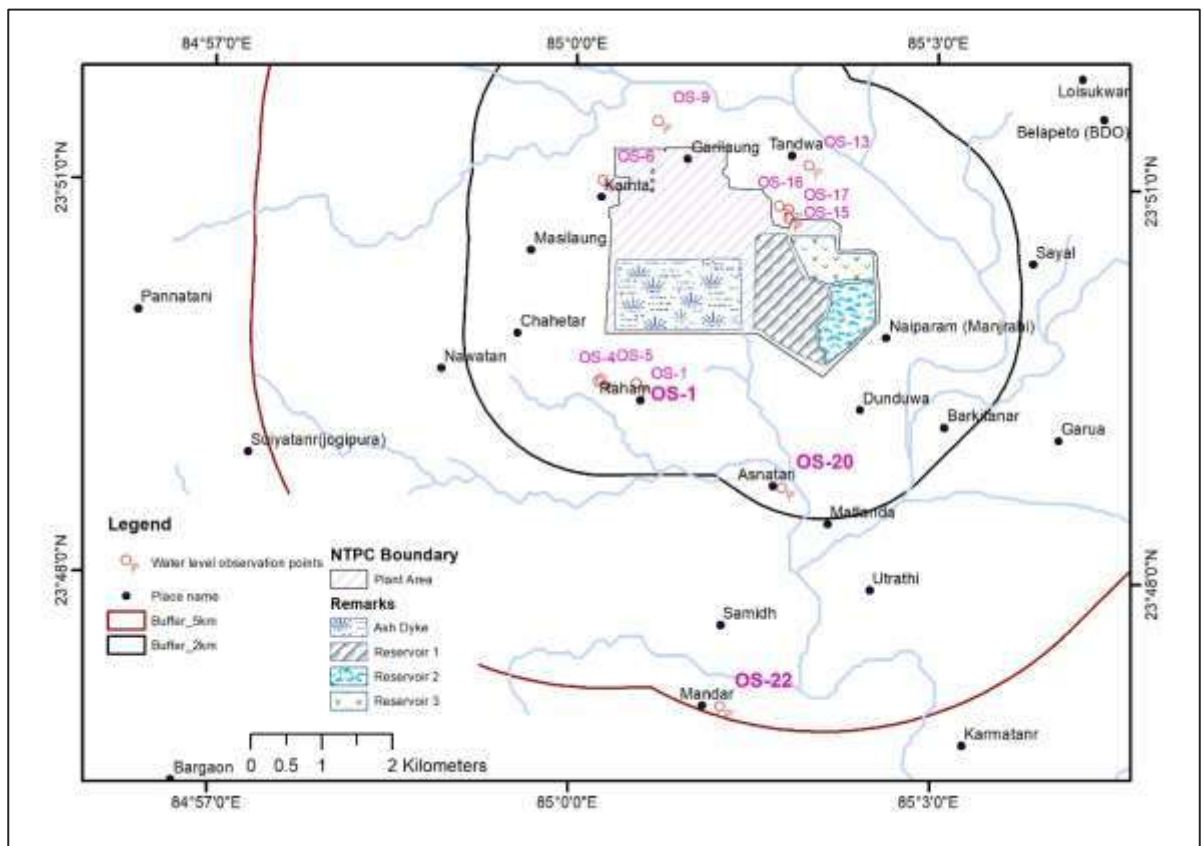 84°57'0"E 85°0'0"E 85°3'0"E
Loisukwar
OS-9
Belapeto (BDO)
Garilaung Tandwa OS-13
23°51'0"N OS-6 OS-16 23°51'0"N
Kamta OS-17
OS-15
Masilaung
Sayal
Pannatani
Chahetar Naiparam (Manjrahi)
Nawatan OS-4 OS-5
OS-1
Raham OS-1
Dunduwa
Barkitanar
Garua
Soiyatanr(jogipura)
OS-20
Asnatari
Legend
Water level observation points
Place name
Buffer_5km
Buffer_2km
NTPC Boundary
Plant Area
Remarks
Ash Dyke
Reservoir 1
Reservoir 2
Reservoir 3
23°48'0"N 23°48'0"N
Utrathi
Samidh
OS-22
Mandar
Karmatanr
Bargaon
0 0.5 1 2 Kilometers
84°57'0"E 85°0'0"E 85°3'0"E